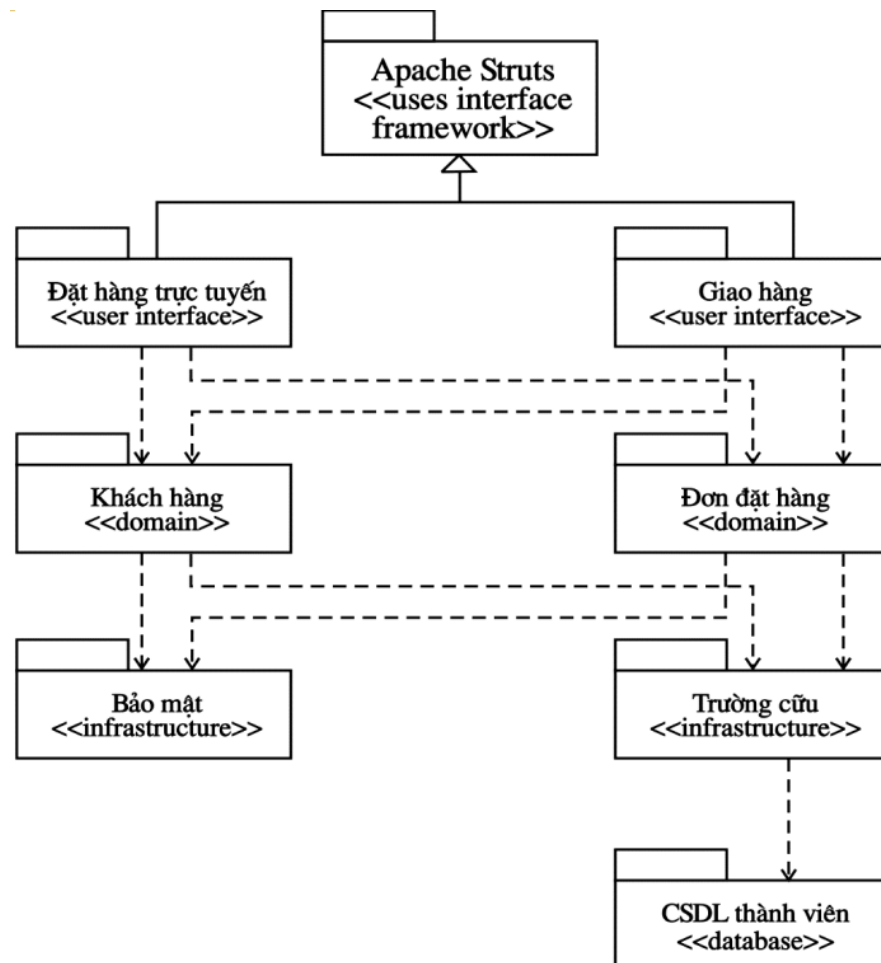 Apache Struts
<<uses interface
framework>>
Đặt hàng trực tuyến
<<user interface>>
Giao hàng
<<user interface>>
Khách hàng
<<domain>>
Đơn đặt hàng
<<domain>>
Bảo mật
<<infrastructure>>
Trường cữu
<<infrastructure>>
CSDL thành viên
<<database>>